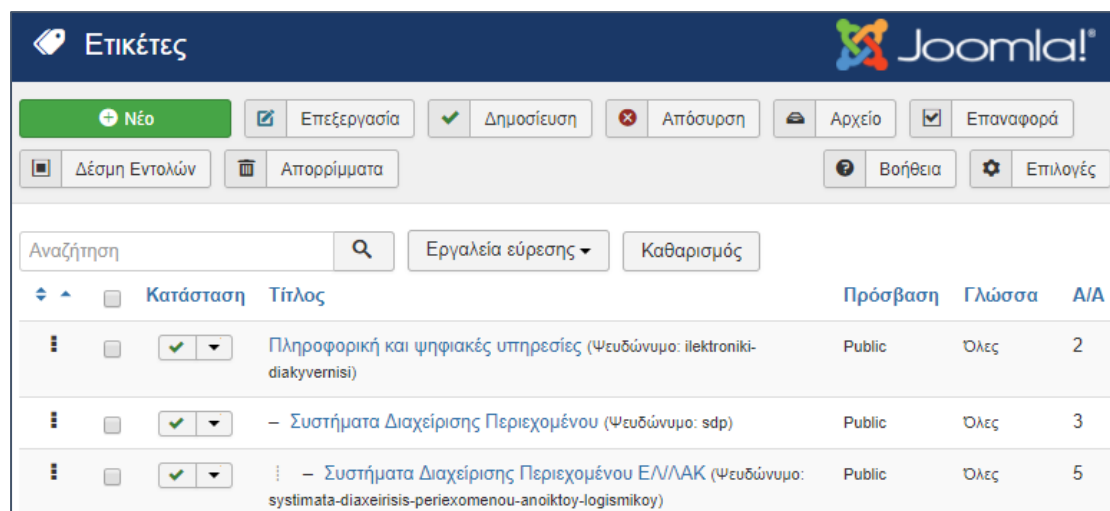 Ετικέτες Joomla!®
Νέο Επεξεργασία Δημοσίευση Απόσυρση Αρχείο Επαναφορά
Δέσμη Εντολών Απορρίμματα Βοήθεια Επιλογές
Αναζήτηση Εργαλεία εύρεσης Καθαρισμός
Κατάσταση Τίτλος Πρόσβαση Γλώσσα Α/Α
Πληροφορική και ψηφιακές υπηρεσίες (Ψευδώνυμο: ilektroniki- Public Όλες 2
diakyvernisi)
– Συστήματα Διαχείρισης Περιεχομένου (Ψευδώνυμο: sdp) Public Όλες 3
– Συστήματα Διαχείρισης Περιεχομένου ΕΛ/ΛΑΚ (Ψευδώνυμο: Public Όλες 5
systimata-diaxeirisis-periexomenou-anoiktoy-logismikoy)